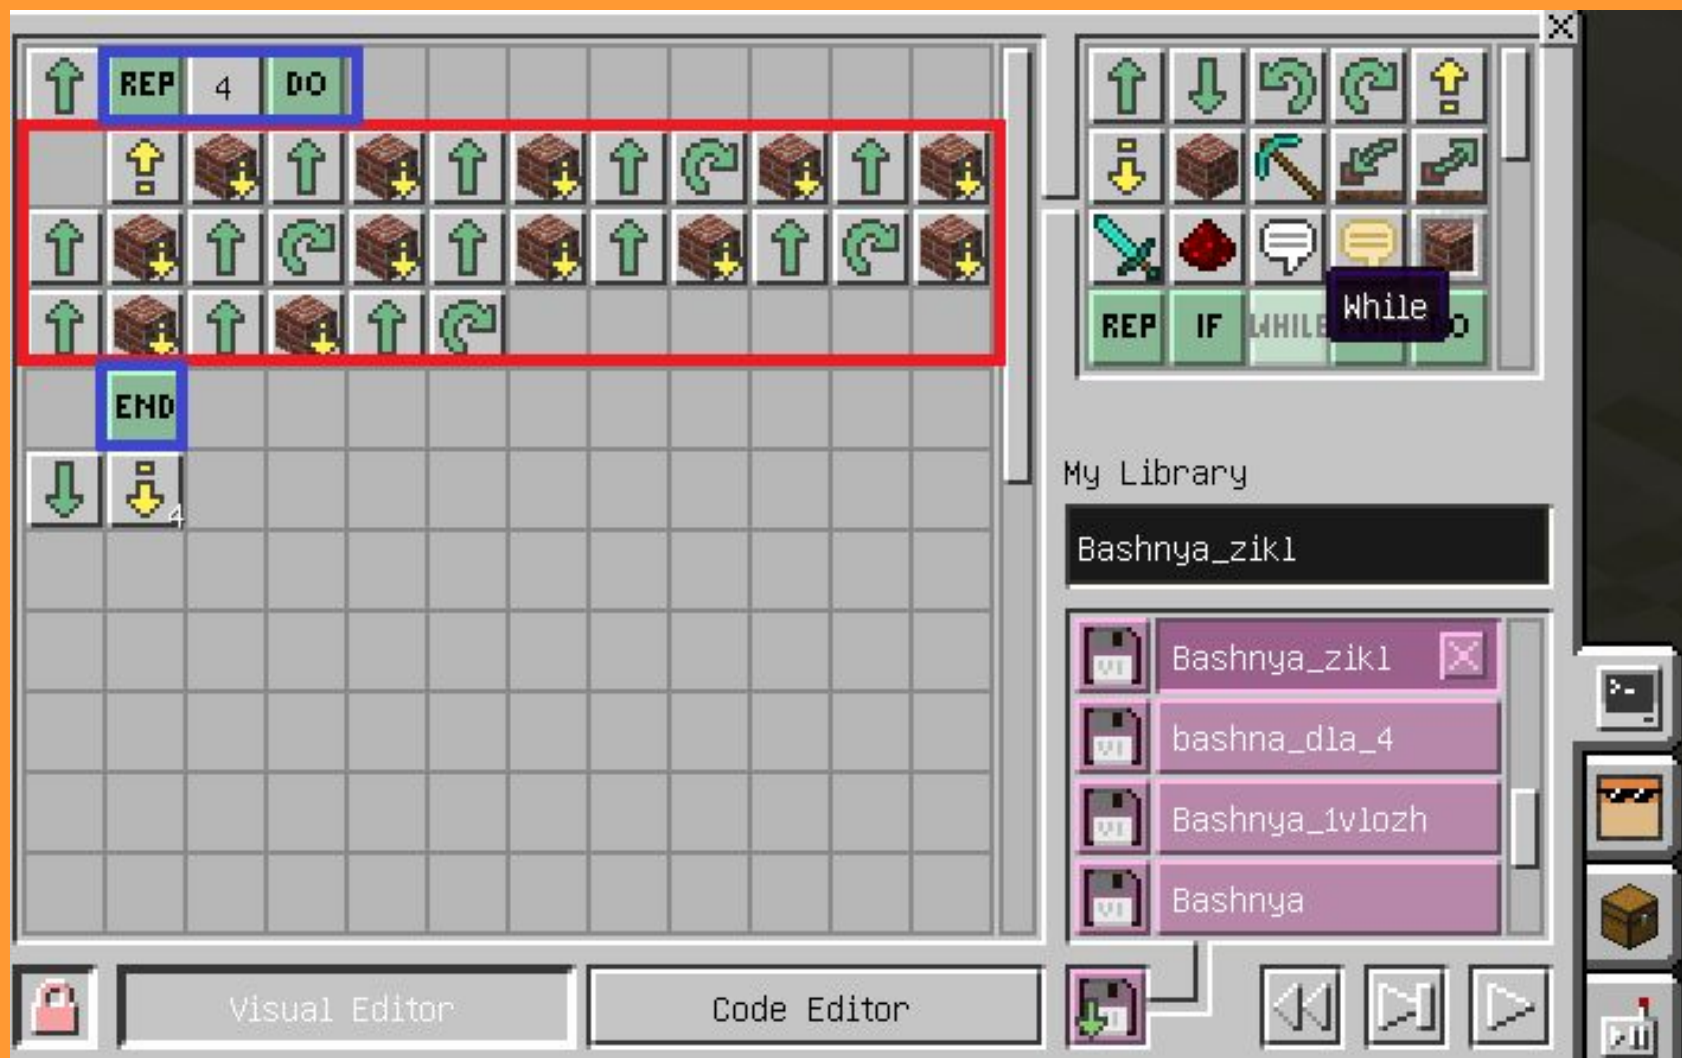 REP 4 DO
END
4
REP IF WHILE
While
My Library
Bashnya_zikl
Bashnya_zikl
bashna_dla_4
Bashnya_1vlozh
Bashnya
Visual Editor
Code Editor